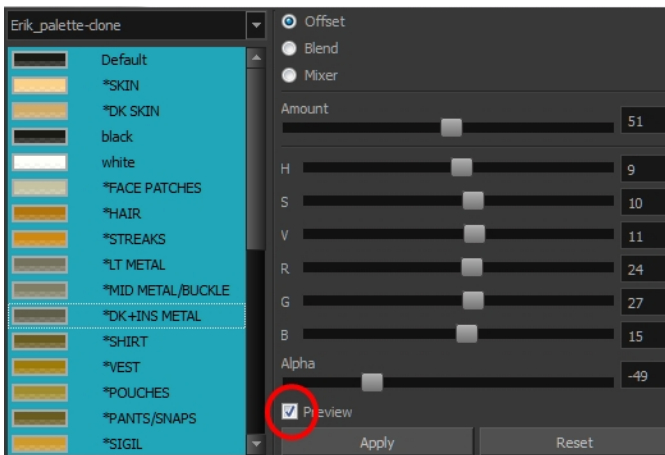 Erik_palette-clone
Default
*SKIN
*DK SKIN
black
white
*FACE PATCHES
*HAIR
*STREAKS
*LT METAL
*MID METAL/BUCKLE
*DK+INS METAL
*SHIRT
*VEST
*POUCHES
*PANTS/SNAPS
*SIGIL
Offset
Blend
Mixer
Amount
51
H 9
S 10
V 11
R 24
G 27
B 15
Alpha
-49
Preview
Apply Reset